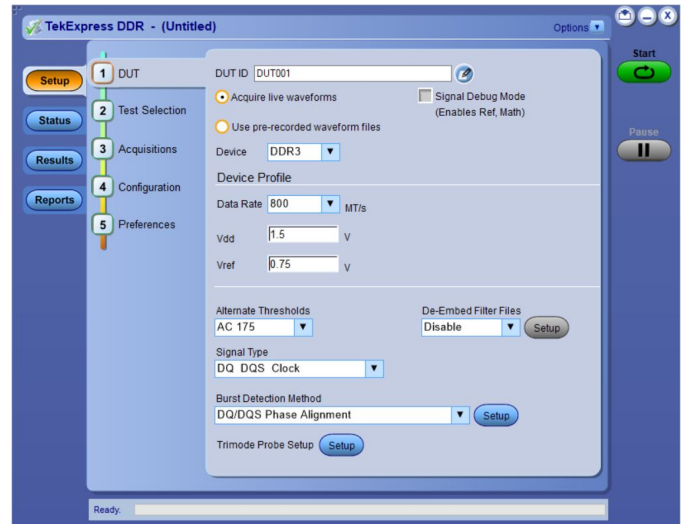 TekExpress DDR - (Untitled)
Options
Start
Pause
Setup
Status
Results
Reports
1 DUT
2 Test Selection
3 Acquisitions
4 Configuration
5 Preferences
DUT ID DUT001
Acquire live waveforms
Signal Debug Mode
(Enables Ref, Math)
Use pre-recorded waveform files
Device DDR3
Device Profile
Data Rate 800 MT/s
Vdd 1.5 V
Vref 0.75 V
Alternate Thresholds
AC 175
De-Embed Filter Files
Disable Setup
Signal Type
DQ DQS Clock
Burst Detection Method
DQ/DQS Phase Alignment Setup
Trimode Probe Setup Setup
Ready.